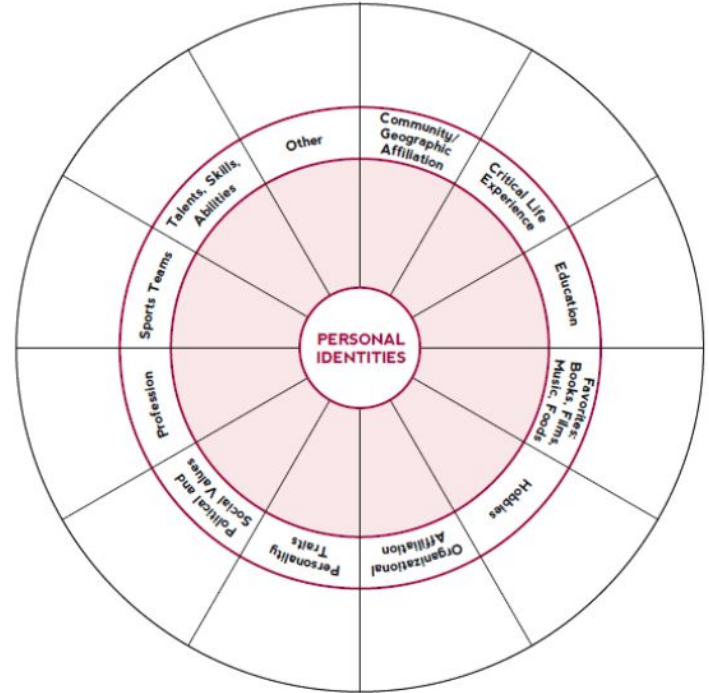 PERSONAL
IDENTITIES
Community/
Geographic
Affiliation
Critical Life
Experience
Education
Favorites:
Books, Films,
Music, Foods
Hobbies
Organizational
Affiliation
Personality
Traits
Political and
Social Values
Profession
Sports Teams
Talents, Skills,
Abilities
Other